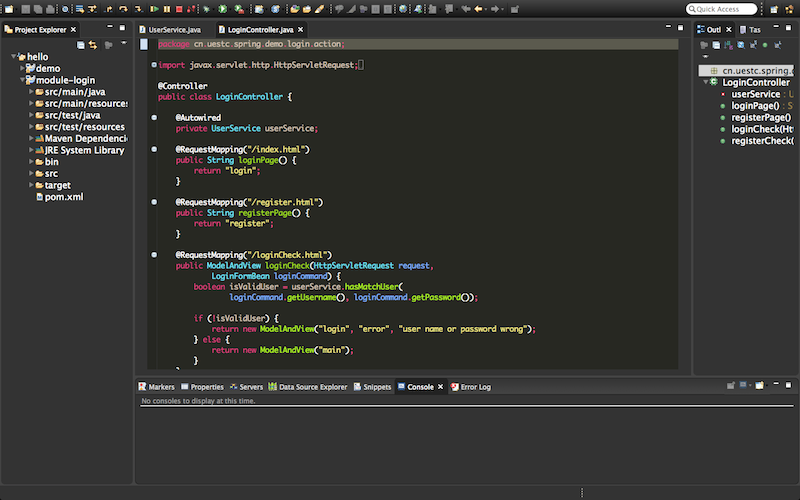 Quick Access
Project Explorer
hello
demo
module-login
src/main/java
src/main/resources
src/test/java
src/test/resources
Maven Dependencie
JRE System Library
bin
src
target
pom.xml
UserService.java
LoginController.java
package cn.uestc.spring.demo.login.action;
import javax.servlet.http.HttpServletRequest;
@Controller
public class LoginController {
@Autowired
private UserService userService;
@RequestMapping("/index.html")
public String loginPage() {
return "login";
}
@RequestMapping("/register.html")
public String registerPage() {
return "register";
}
@RequestMapping("/loginCheck.html")
public ModelAndView loginCheck(HttpServletRequest request,
LoginFormBean loginCommand) {
boolean isValidUser = userService.hasMatchUser(
loginCommand.getUsername(), loginCommand.getPassword());
if (!isValidUser) {
return new ModelAndView("login", "error", "user name or password wrong");
} else {
return new ModelAndView("main");
}
Outl
Tas
cn.uestc.spring.
LoginController
userService : U
loginPage() : S
registerPage()
loginCheck(Ht
registerCheck(
Markers
Properties
Servers
Data Source Explorer
Snippets
Console
Error Log
No consoles to display at this time.